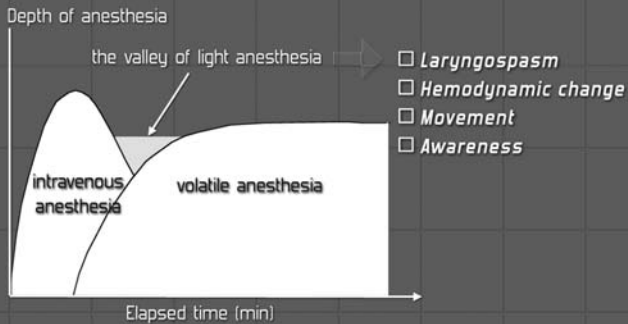 Depth of anesthesia
the valley of light anesthesia
☐ Laryngospasm
☐ Hemodynamic change
☐ Movement
☐ Awareness
intravenous
anesthesia
volatile anesthesia
Elapsed time (min)